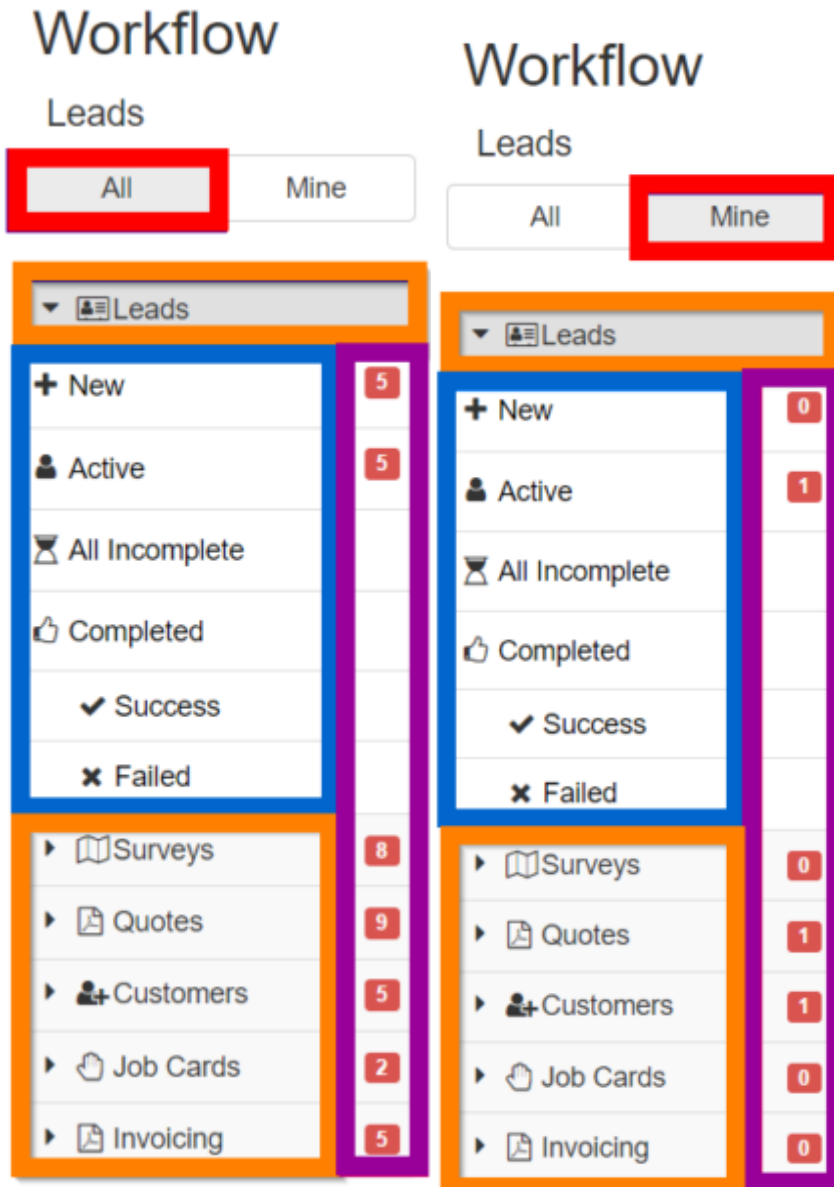 Workflow
Leads
All Mine
Leads
New 5
Active 5
All Incomplete
Completed
Success
Failed
Surveys 8
Quotes 9
Customers 5
Job Cards 2
Invoicing 5
Workflow
Leads
All Mine
Leads
New 0
Active 1
All Incomplete
Completed
Success
Failed
Surveys 0
Quotes 1
Customers 1
Job Cards 0
Invoicing 0